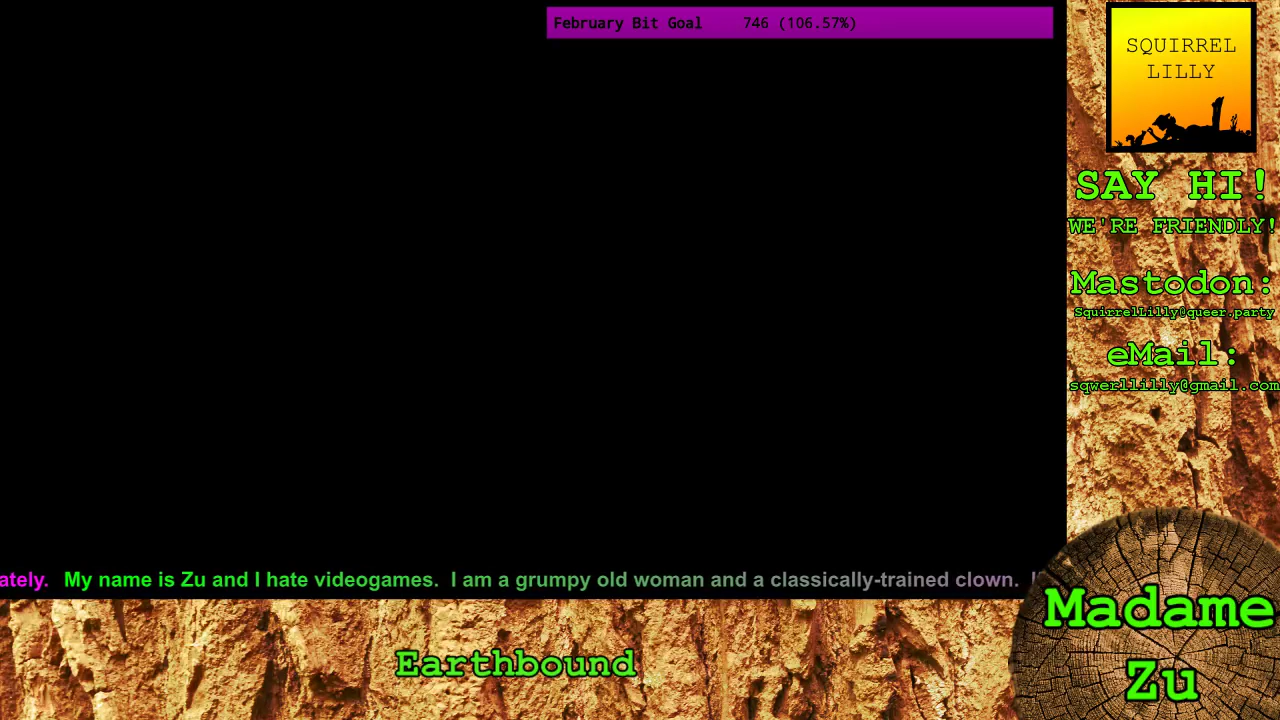 February Bit Goal 746 (106.57%)
SQUIRREL
LILLY
SAY HI!
WE'RE FRIENDLY!
Mastodon:
SquirrelLilly@queer.party
eMail:
sqwerllilly@gmail.com
ately. My name is Zu and I hate videogames. I am a grumpy old woman and a classically-trained clown.
Earthbound
Madame
Zu